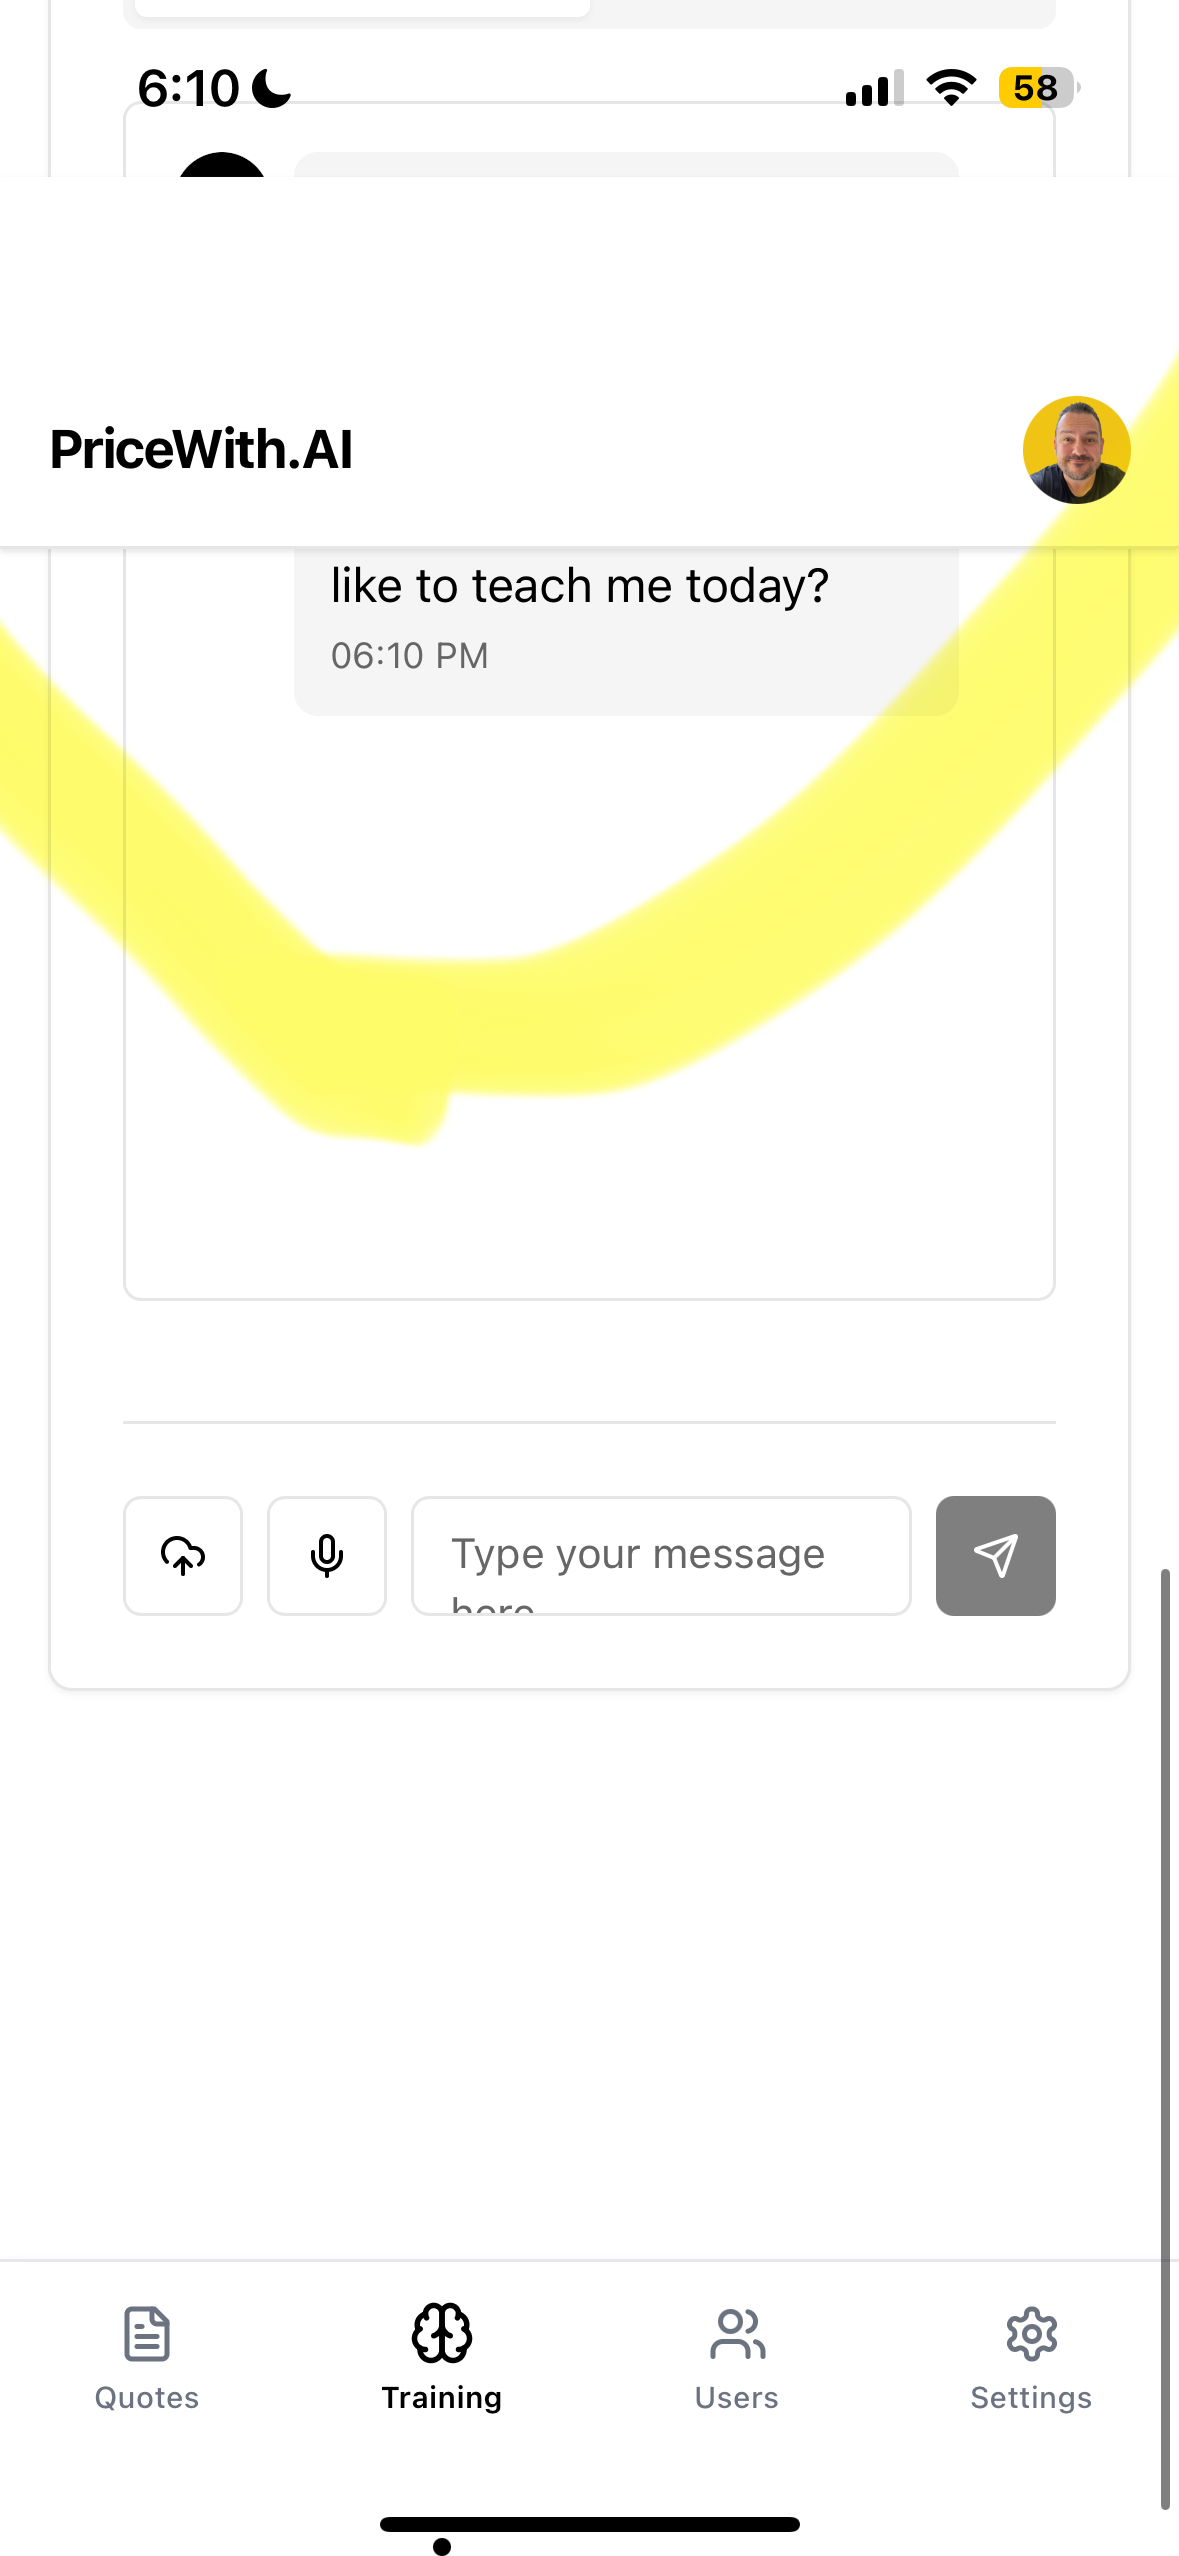 6:10
58
PriceWith.AI
like to teach me today?
06:10 PM
Type your message
here
Quotes
Training
Users
Settings